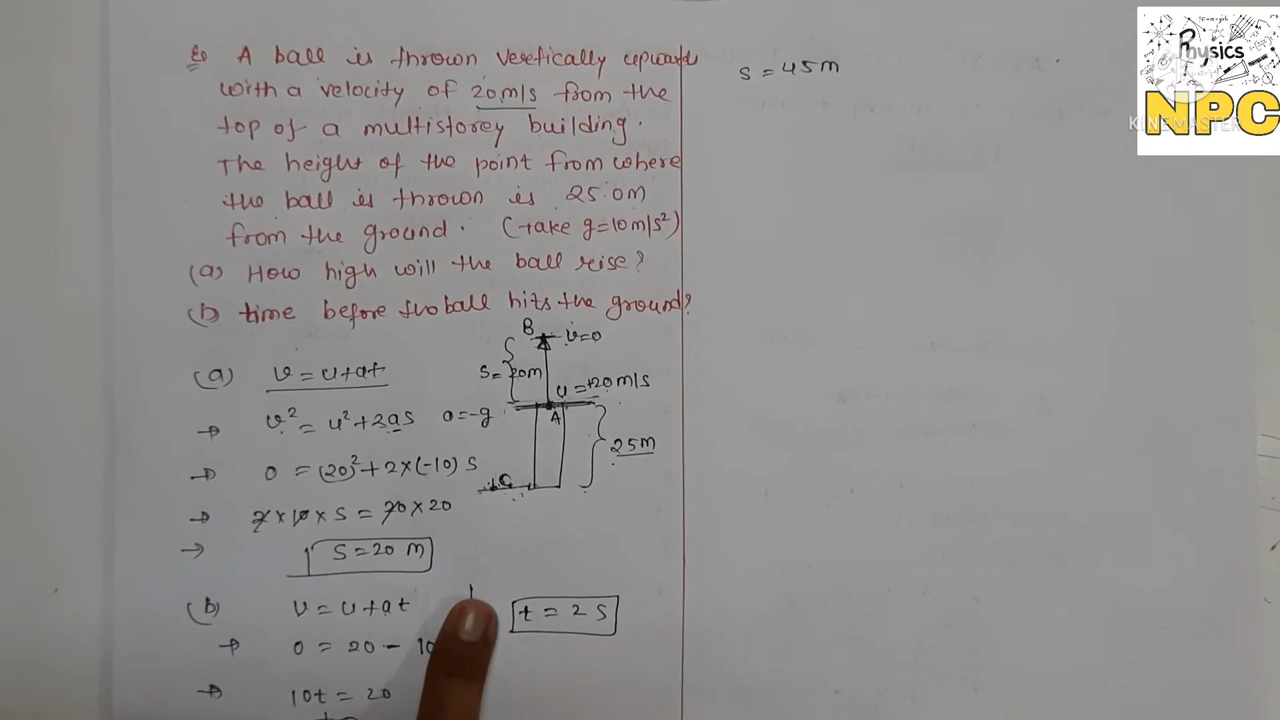 Ex A ball is thrown vertically upwards
with a velocity of 20m/s from the
top of a multistorey building.
The height of the point from where
the ball is thrown is 25.0m
from the ground. (take g=10m/s²)
(a) How high will the ball rise?
(b) time before the ball hits the ground?
S = 45m
(a) v = u+at
→ v² = u²+2as a=-g
→ 0 = (20)²+2×(-10) S
→ 2×10×S = 20×20
→ S=20 m
(b) v = u+at
→ 0 = 20 - 10
→ 10t = 20
t = 2 s
B v=0
S=20m
u=+20m/s
A
25m
C
Physics
NPC
KINEMASTER